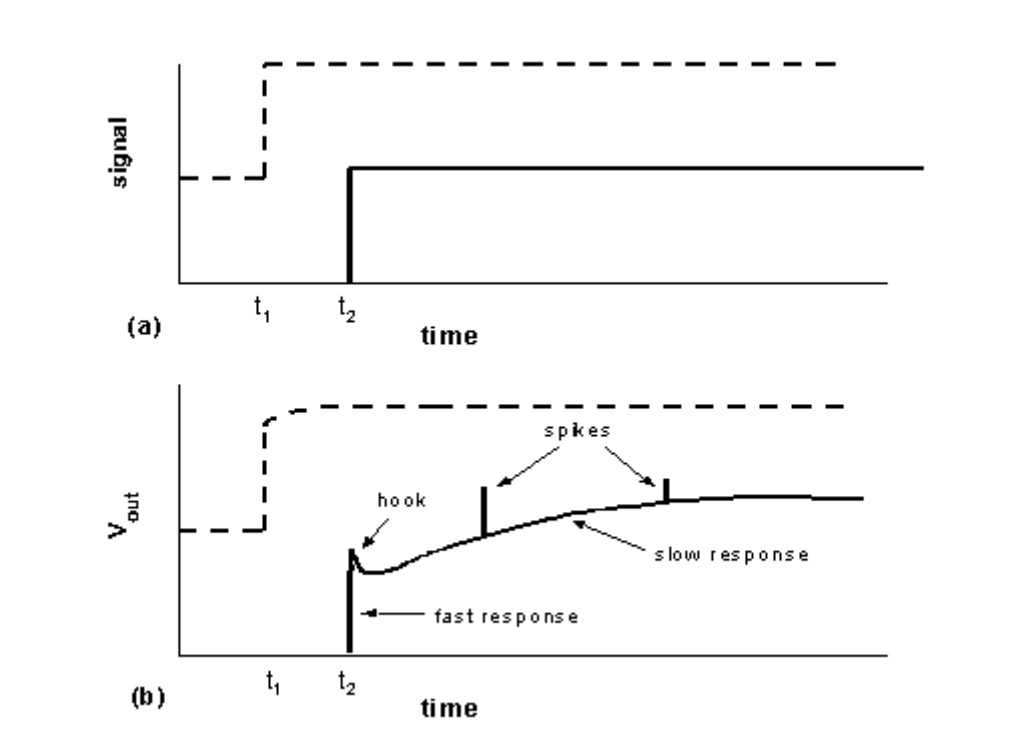 signal
t1
t2
(a)
time
Vout
spikes
hook
slow response
fast response
t1
t2
(b)
time